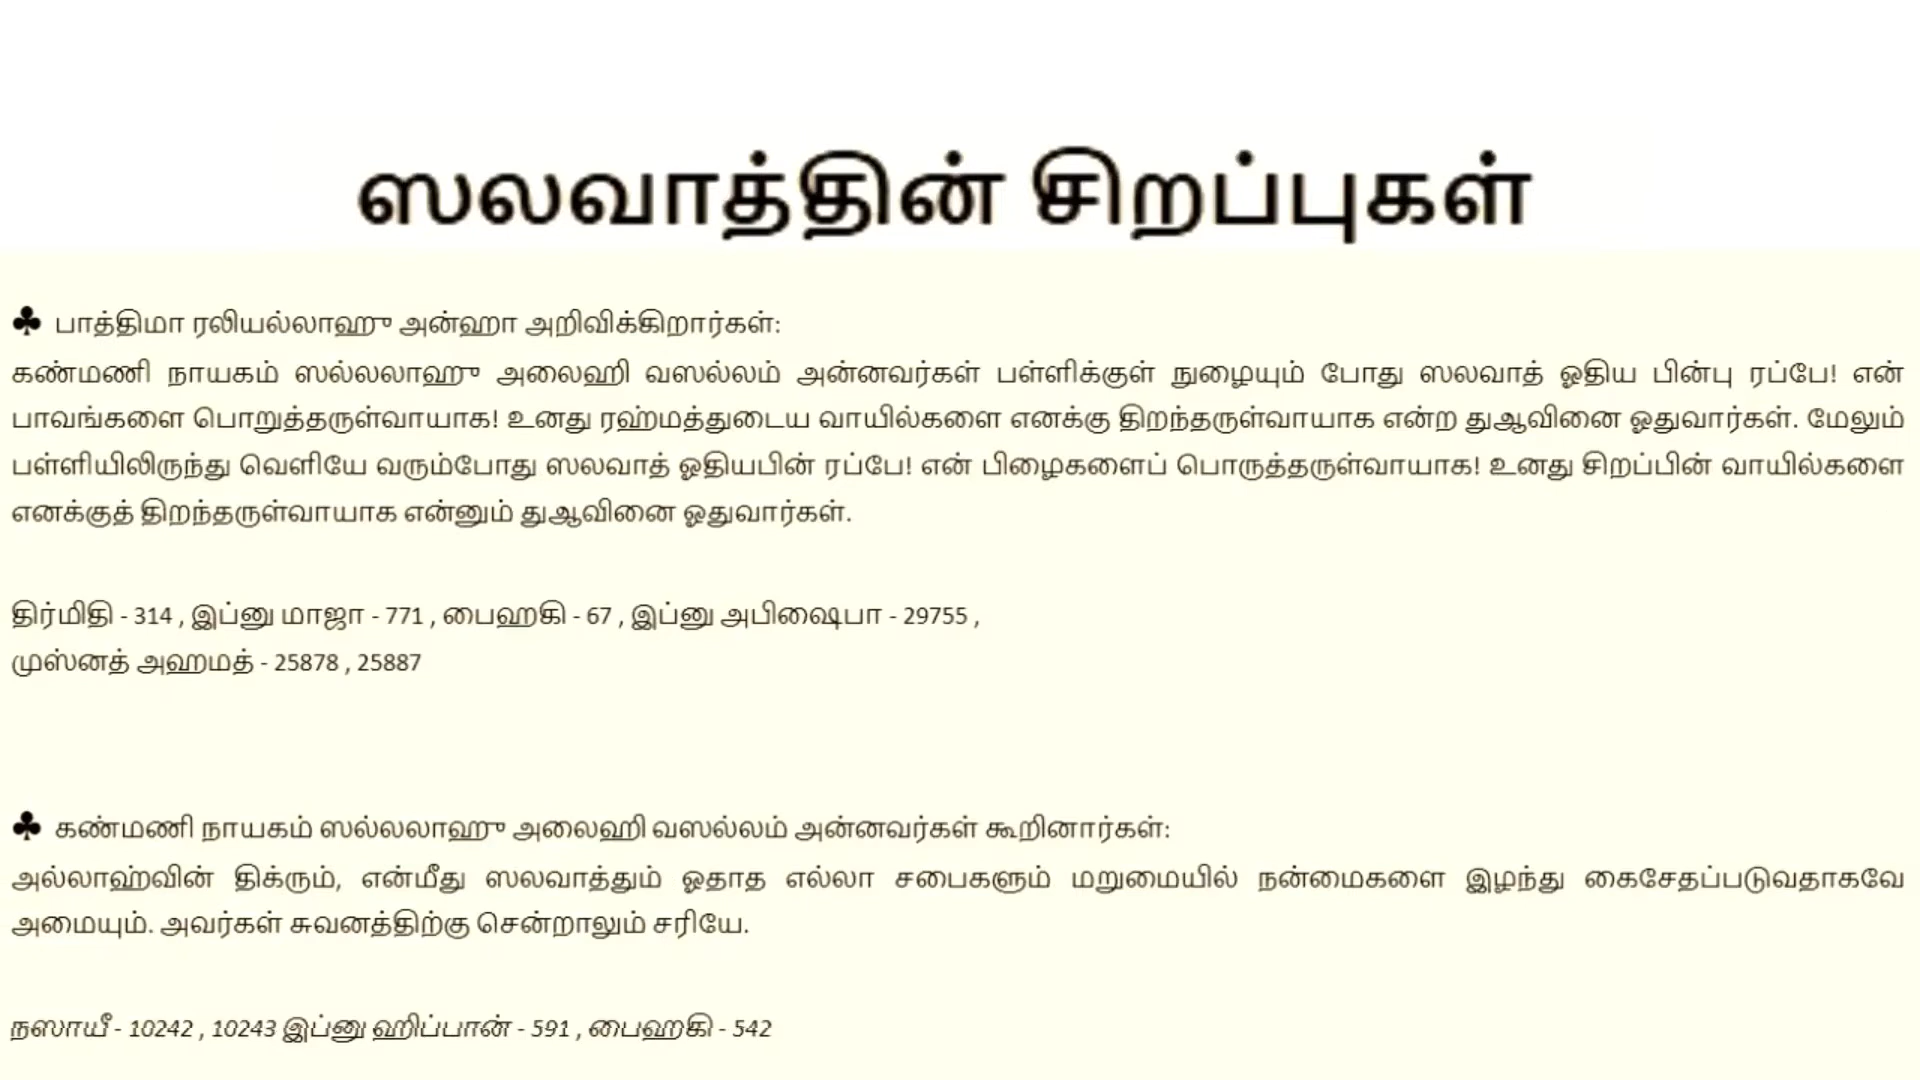 ஸலவாத்தின் சிறப்புகள்
♣ பாத்திமா ரலியல்லாஹு அன்ஹா அறிவிக்கிறார்கள்:
கண்மணி நாயகம் ஸல்லலாஹு அலைஹி வஸல்லம் அன்னவர்கள் பள்ளிக்குள் நுழையும் போது ஸலவாத் ஓதிய பின்பு ரப்பே! என்
பாவங்களை பொறுத்தருள்வாயாக! உனது ரஹ்மத்துடைய வாயில்களை எனக்கு திறந்தருள்வாயாக என்ற துஆவினை ஓதுவார்கள். மேலும்
பள்ளியிலிருந்து வெளியே வரும்போது ஸலவாத் ஓதியபின் ரப்பே! என் பிழைகளைப் பொருத்தருள்வாயாக! உனது சிறப்பின் வாயில்களை
எனக்குத் திறந்தருள்வாயாக என்னும் துஆவினை ஓதுவார்கள்.
திர்மிதி - 314 , இப்னு மாஜா - 771 , பைஹகி - 67 , இப்னு அபிஷைபா - 29755 ,
முஸ்னத் அஹமத் - 25878 , 25887
♣ கண்மணி நாயகம் ஸல்லலாஹு அலைஹி வஸல்லம் அன்னவர்கள் கூறினார்கள்:
அல்லாஹ்வின் திக்ரும், என்மீது ஸலவாத்தும் ஓதாத எல்லா சபைகளும் மறுமையில் நன்மைகளை இழந்து கைசேதப்படுவதாகவே
அமையும். அவர்கள் சுவனத்திற்கு சென்றாலும் சரியே.
நஸாயீ - 10242 , 10243 இப்னு ஹிப்பான் - 591 , பைஹகி - 542